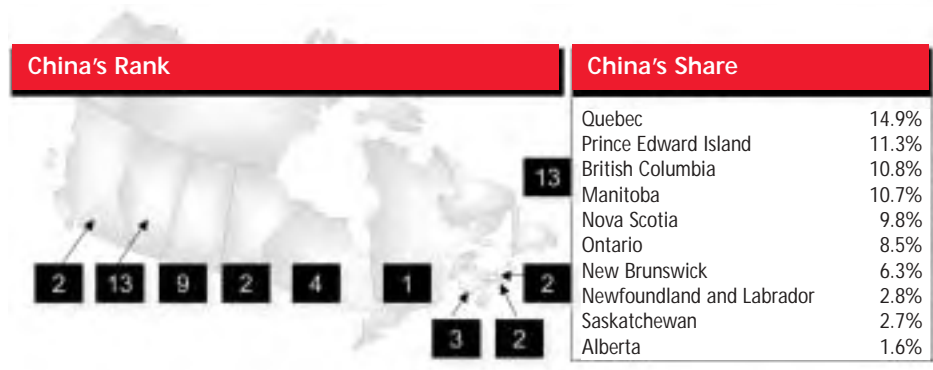 China's Rank
China's Share
Quebec 14.9%
Prince Edward Island 11.3%
British Columbia 10.8%
Manitoba 10.7%
Nova Scotia 9.8%
Ontario 8.5%
New Brunswick 6.3%
Newfoundland and Labrador 2.8%
Saskatchewan 2.7%
Alberta 1.6%
13
2 13 9 2 4 1 2
3 2